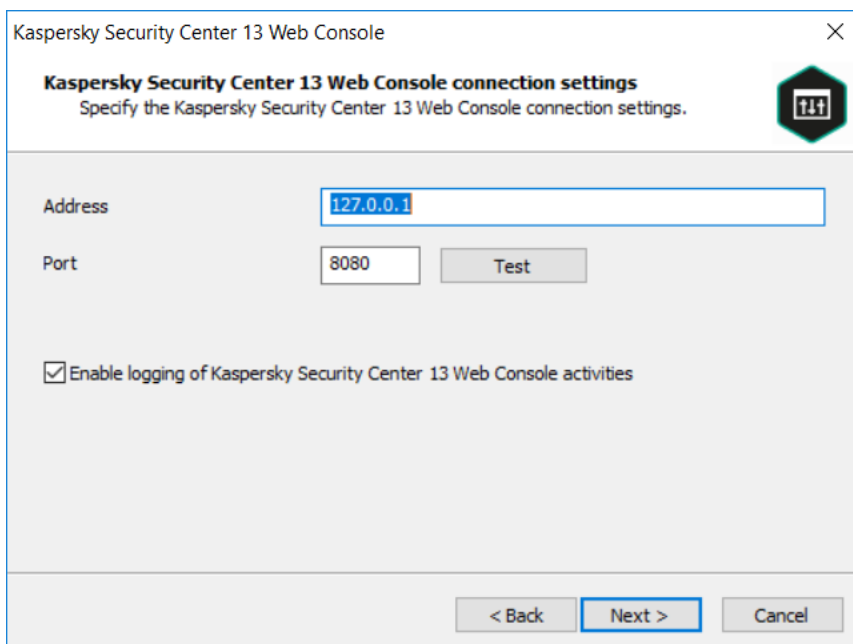 Kaspersky Security Center 13 Web Console
Kaspersky Security Center 13 Web Console connection settings
Specify the Kaspersky Security Center 13 Web Console connection settings.
Address
127.0.0.1
Port
8080
Test
Enable logging of Kaspersky Security Center 13 Web Console activities
< Back
Next >
Cancel